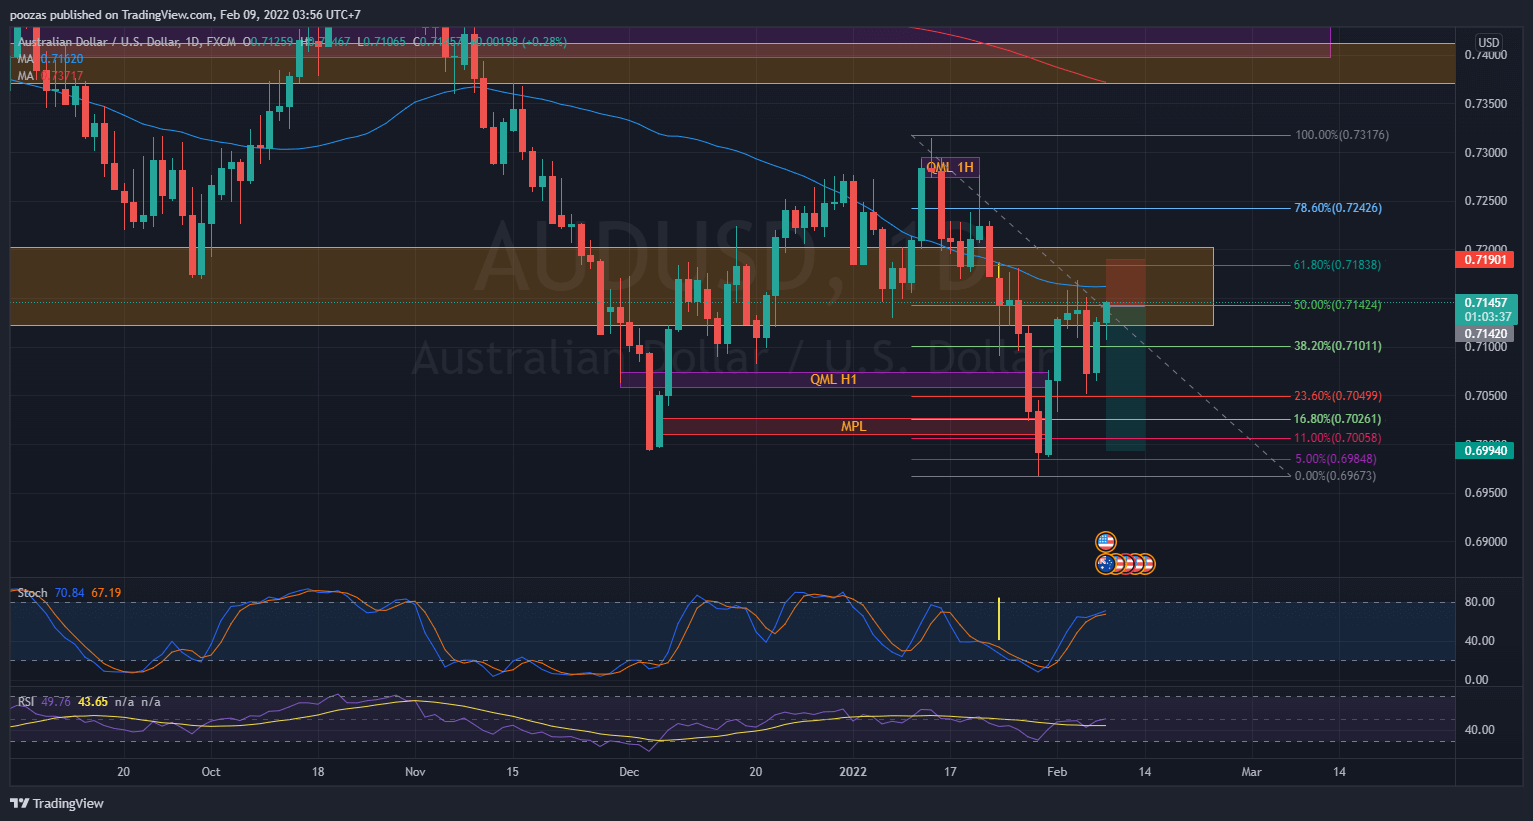 poozas published on TradingView.com, Feb 09, 2022 03:56 UTC+7
Australian Dollar / U.S. Dollar, 1D, FXCM O0.71259 L0.71065 0.00198 (+0.28%)
MA 0.71620
MA 0.73717
USD
0.74000
0.73500
0.73000
0.72500
0.72000
0.71901
0.71457
01:03:37
0.71420
0.71000
0.70500
0.69940
0.69500
0.69000
AUDUSD, 1D
Australian Dollar / U.S. Dollar
100.00%(0.73176)
QML 1H
78.60%(0.72426)
61.80%(0.71838)
50.00%(0.71424)
38.20%(0.71011)
QML H1
23.60%(0.70499)
16.80%(0.70261)
MPL
11.00%(0.70058)
5.00%(0.69848)
0.00%(0.69673)
Stoch 70.84 67.19
80.00
40.00
0.00
RSI 49.76 43.65 n/a n/a
40.00
20 Oct 18 Nov 15 Dec 20 2022 17 Feb 14 Mar 14
TradingView